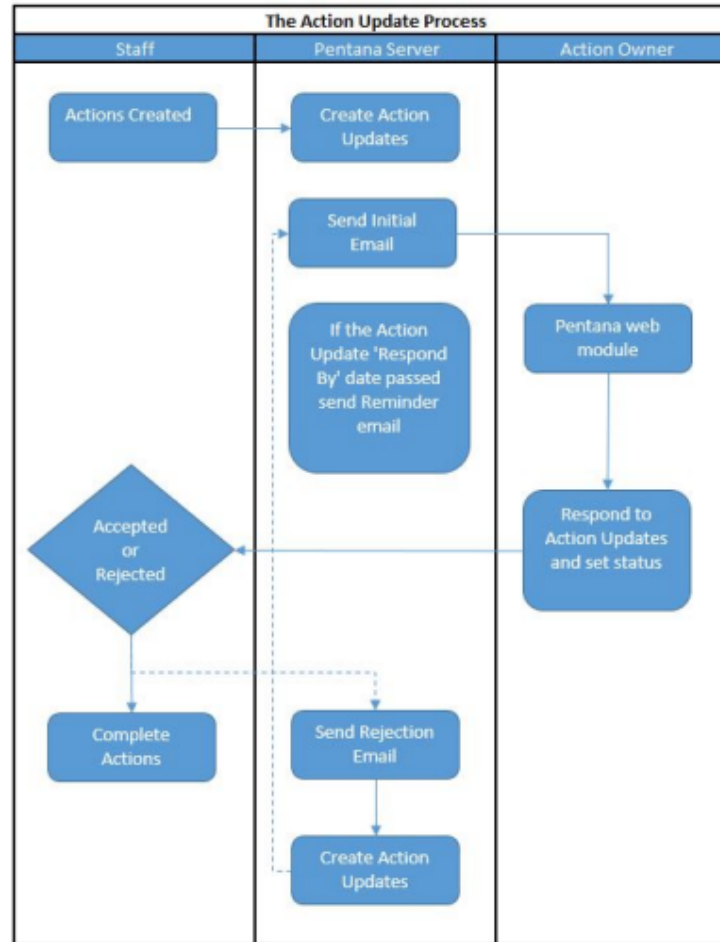 The Action Update Process
Staff
Pentana Server
Action Owner
Actions Created
Create Action
Updates
Send Initial
Email
Pentana web
module
If the Action
Update 'Respond
By' date passed
send Reminder
email
Accepted
or
Rejected
Respond to
Action Updates
and set status
Complete
Actions
Send Rejection
Email
Create Action
Updates